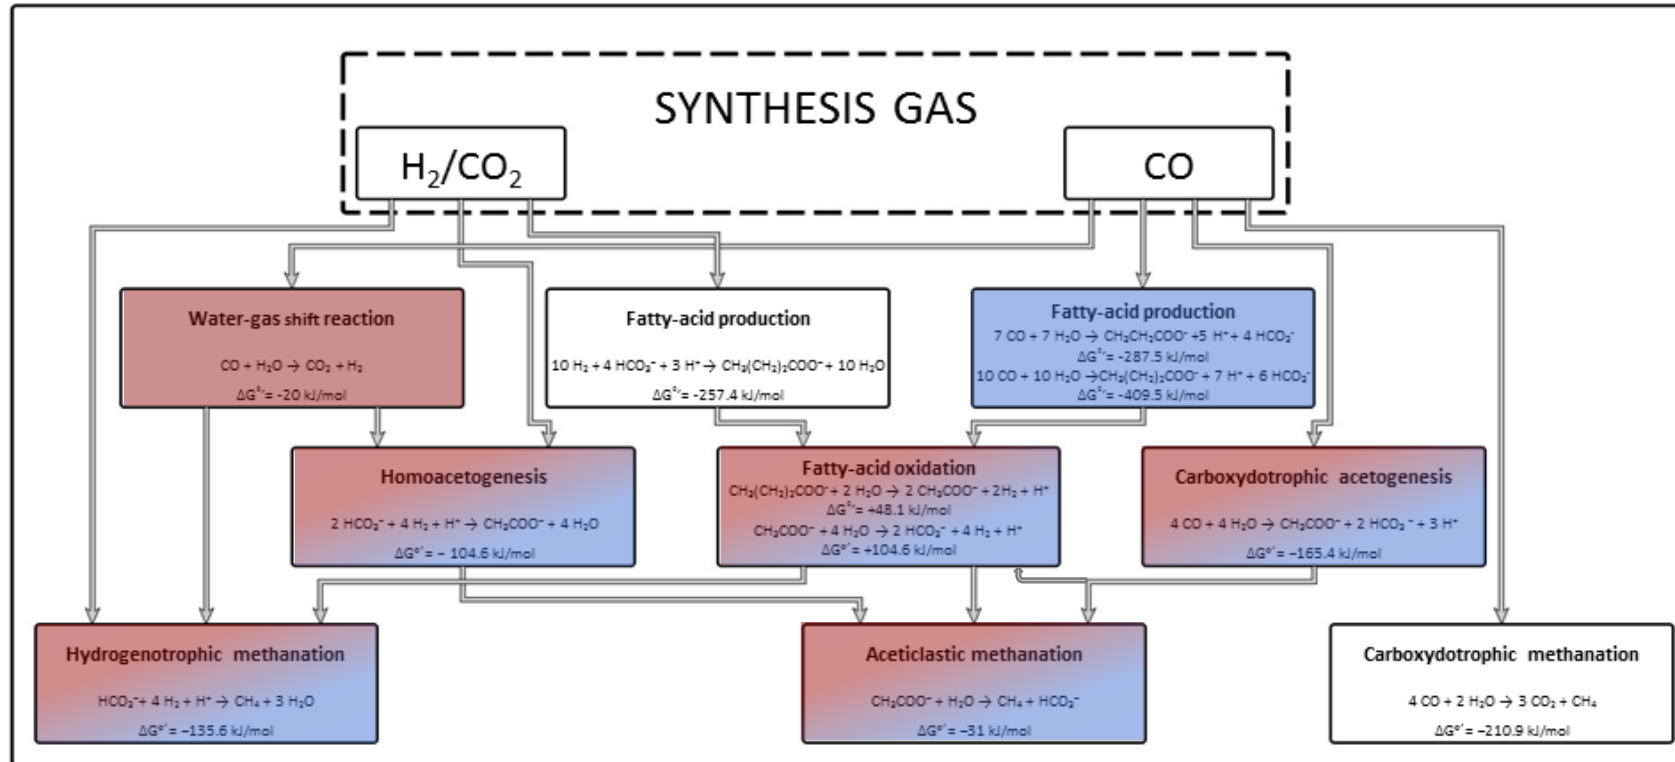 SYNTHESIS GAS
H₂/CO₂
CO
Water-gas shift reaction
CO + H₂O → CO₂ + H₂
ΔG°′ = -20 kJ/mol
Fatty-acid production
10 H₂ + 4 HCO₃⁻ + 3 H⁺ → CH₃(CH₂)₂COO⁻ + 10 H₂O
ΔG°′ = -257.4 kJ/mol
Fatty-acid production
7 CO + 7 H₂O → CH₃CH₂COO⁻ +5 H⁺ + 4 HCO₃⁻
ΔG°′ = -287.5 kJ/mol
10 CO + 10 H₂O →CH₃(CH₂)₂COO⁻ + 7 H⁺ + 6 HCO₃⁻
ΔG°′ = -409.5 kJ/mol
Homoacetogenesis
2 HCO₃⁻ + 4 H₂ + H⁺ → CH₃COO⁻ + 4 H₂O
ΔG°′ = − 104.6 kJ/mol
Fatty-acid oxidation
CH₃(CH₂)₂COO⁻ + 2 H₂O → 2 CH₃COO⁻ + 2H₂ + H⁺
ΔG°′ = +48.1 kJ/mol
CH₃COO⁻ + 4 H₂O → 2 HCO₃⁻ + 4 H₂ + H⁺
ΔG°′ = +104.6 kJ/mol
Carboxydotrophic acetogenesis
4 CO + 4 H₂O → CH₃COO⁻ + 2 HCO₃⁻ + 3 H⁺
ΔG°′ = −165.4 kJ/mol
Hydrogenotrophic methanation
HCO₃⁻ + 4 H₂ + H⁺ → CH₄ + 3 H₂O
ΔG°′ = −135.6 kJ/mol
Aceticlastic methanation
CH₃COO⁻ + H₂O → CH₄ + HCO₃⁻
ΔG°′ = −31 kJ/mol
Carboxydotrophic methanation
4 CO + 2 H₂O → 3 CO₂ + CH₄
ΔG°′ = −210.9 kJ/mol